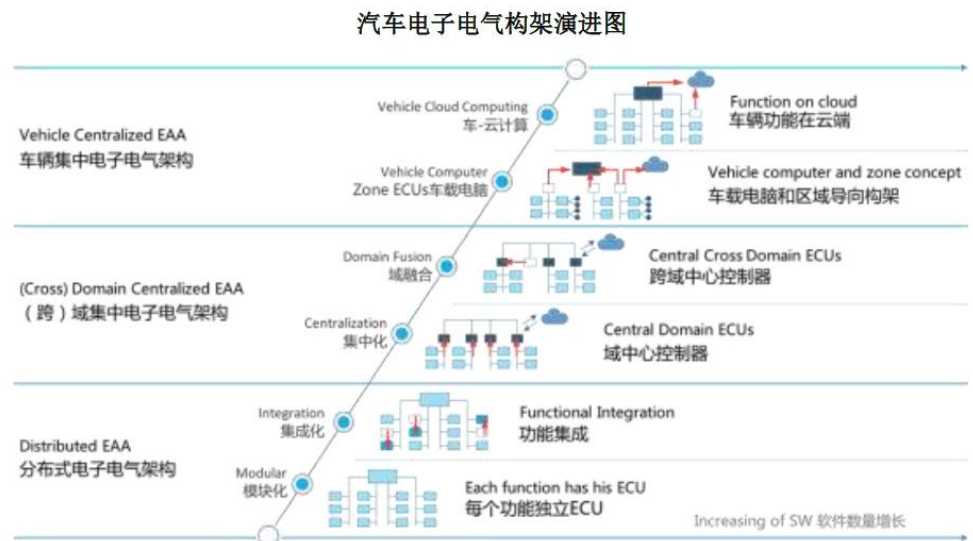 汽车电子电气构架演进图
Vehicle Cloud Computing
车-云计算
Function on cloud
车辆功能在云端
Vehicle Centralized EAA
车辆集中电子电气架构
Vehicle Computer
Zone ECUs车载电脑
Vehicle computer and zone concept
车载电脑和区域导向构架
Domain Fusion
域融合
Central Cross Domain ECUs
跨域中心控制器
(Cross) Domain Centralized EAA
（跨）域集中电子电气架构
Centralization
集中化
Central Domain ECUs
域中心控制器
Integration
集成化
Functional Integration
功能集成
Distributed EAA
分布式电子电气架构
Modular
模块化
Each function has his ECU
每个功能独立ECU
Increasing of SW 软件数量增长